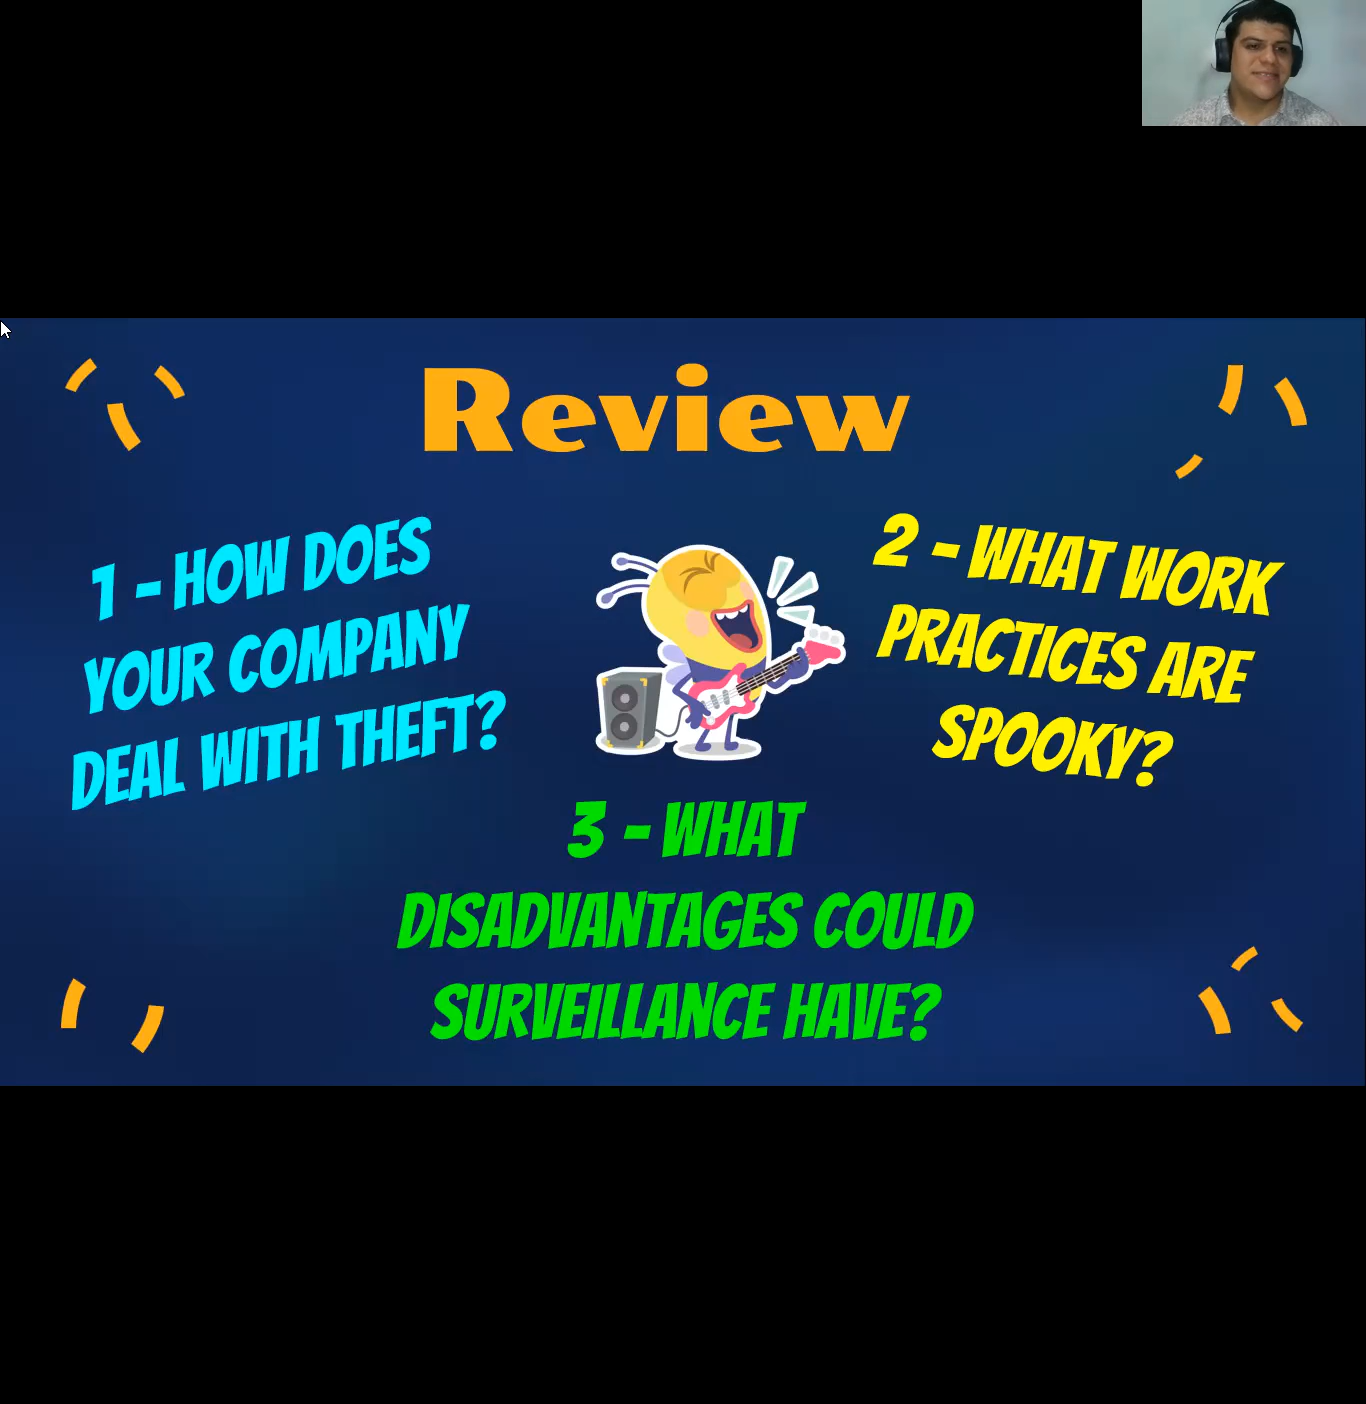 Review
1 - HOW DOES
YOUR COMPANY
DEAL WITH THEFT?
2 - WHAT WORK
PRACTICES ARE
SPOOKY?
3 - WHAT
DISADVANTAGES COULD
SURVEILLANCE HAVE?